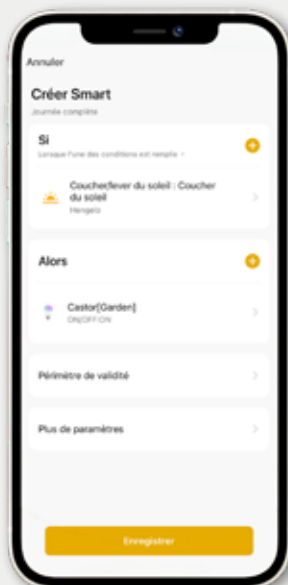 Annuler
Créer Smart
Journée complète
Si
Lorsque l'une des conditions est remplie
Coucher/lever du soleil : Coucher
du soleil
Hengelo
Alors
Castor[Garden]
ON/OFF:ON
Périmètre de validité
Plus de paramètres
Enregistrer